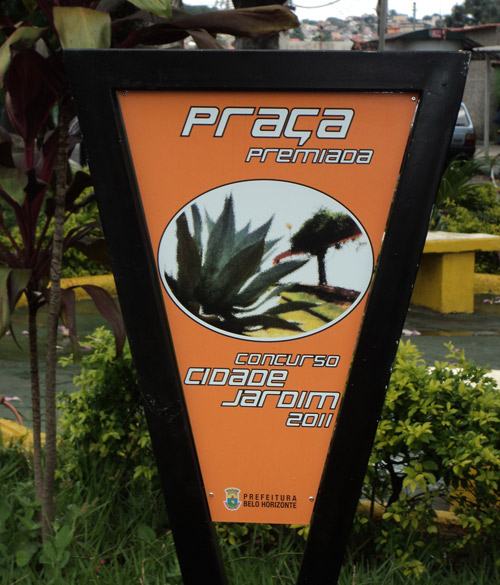 Praça
Premiada
Concurso
Cidade
Jardim
2011
PREFEITURA
BELO HORIZONTE